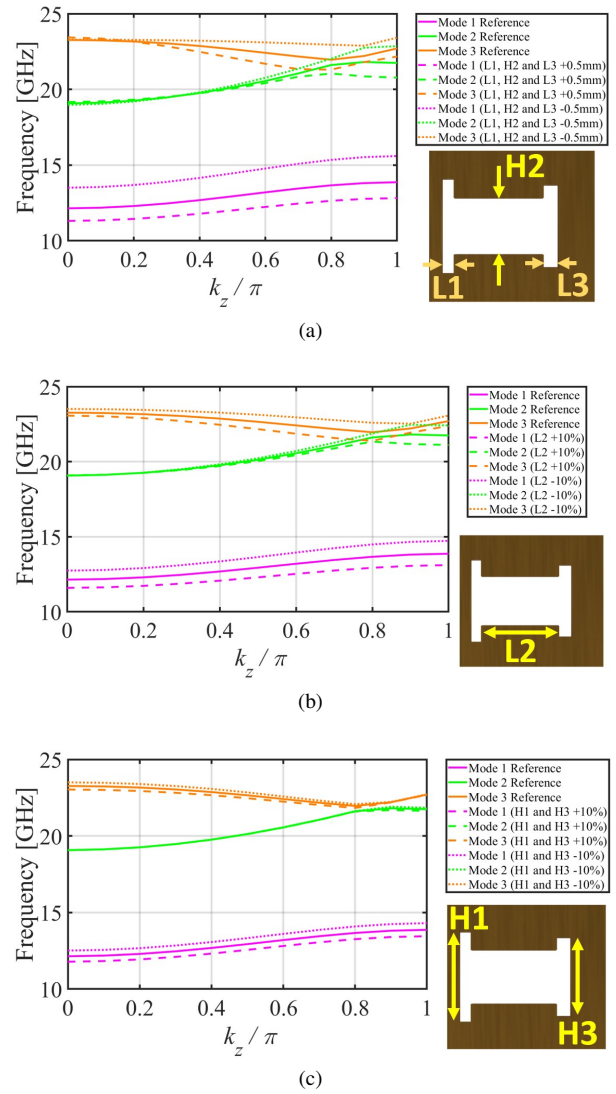 25
20
15
10
Frequency [GHz]
0 0.2 0.4 0.6 0.8 1
k_z / π
Mode 1 Reference
Mode 2 Reference
Mode 3 Reference
Mode 1 (L1, H2 and L3 +0.5mm)
Mode 2 (L1, H2 and L3 +0.5mm)
Mode 3 (L1, H2 and L3 +0.5mm)
Mode 1 (L1, H2 and L3 -0.5mm)
Mode 2 (L1, H2 and L3 -0.5mm)
Mode 3 (L1, H2 and L3 -0.5mm)
H2
L1 L3
(a)
25
20
15
10
Frequency [GHz]
0 0.2 0.4 0.6 0.8 1
k_z / π
Mode 1 Reference
Mode 2 Reference
Mode 3 Reference
Mode 1 (L2 +10%)
Mode 2 (L2 +10%)
Mode 3 (L2 +10%)
Mode 1 (L2 -10%)
Mode 2 (L2 -10%)
Mode 3 (L2 -10%)
L2
(b)
25
20
15
10
Frequency [GHz]
0 0.2 0.4 0.6 0.8 1
k_z / π
Mode 1 Reference
Mode 2 Reference
Mode 3 Reference
Mode 1 (H1 and H3 +10%)
Mode 2 (H1 and H3 +10%)
Mode 3 (H1 and H3 +10%)
Mode 1 (H1 and H3 -10%)
Mode 2 (H1 and H3 -10%)
Mode 3 (H1 and H3 -10%)
H1
H3
(c)